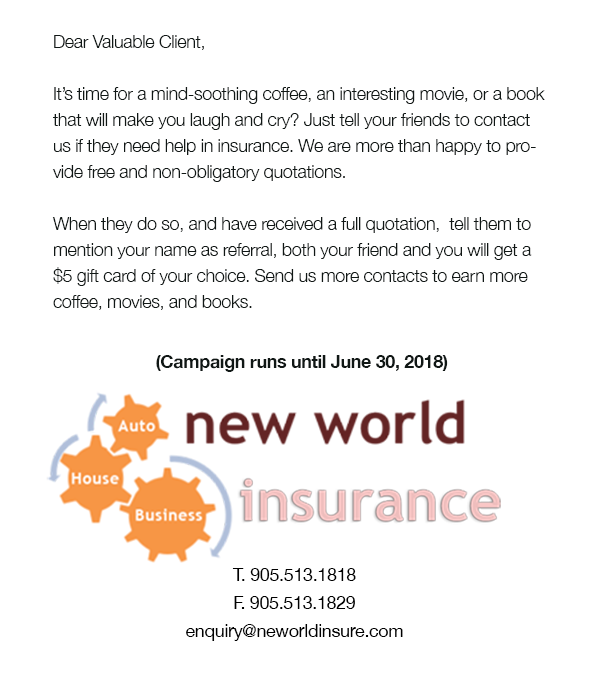 Dear Valuable Client,
It's time for a mind-soothing coffee, an interesting movie, or a book
that will make you laugh and cry? Just tell your friends to contact
us if they need help in insurance. We are more than happy to pro-
vide free and non-obligatory quotations.
When they do so, and have received a full quotation,  tell them to
mention your name as referral, both your friend and you will get a
$5 gift card of your choice. Send us more contacts to earn more
coffee, movies, and books.
(Campaign runs until June 30, 2018)
Auto
House
Business
new world
insurance
T. 905.513.1818
F. 905.513.1829
enquiry@neworldinsure.com